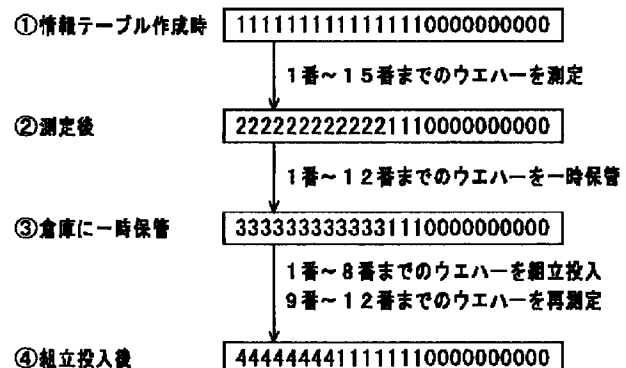 ①情報テーブル作成時 1111111111111110000000000
1番～15番までのウエハーを測定
②測定後 2222222222221110000000000
1番～12番までのウエハーを一時保管
③倉庫に一時保管 3333333333331110000000000
1番～8番までのウエハーを組立投入
9番～12番までのウエハーを再測定
④組立投入後 4444444411111110000000000